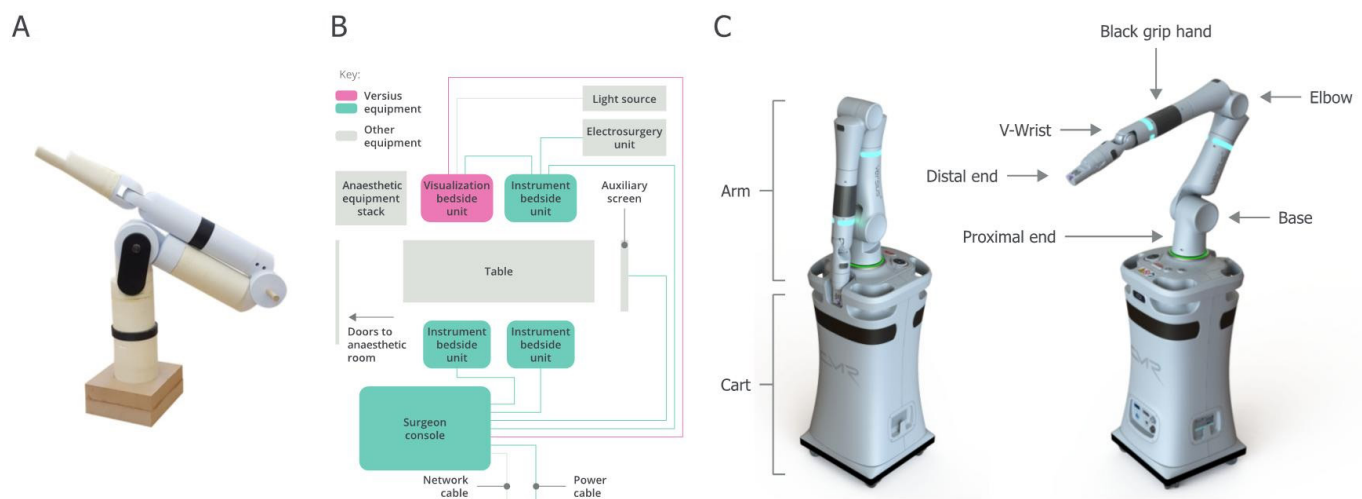 A
B
C
Key:
Versius
equipment
Other
equipment
Light source
Electrosurgery
unit
Anaesthetic
equipment
stack
Visualization
bedside
unit
Instrument
bedside
unit
Auxiliary
screen
Table
Doors to
anaesthetic
room
Instrument
bedside
unit
Instrument
bedside
unit
Surgeon
console
Network
cable
Power
cable
Black grip hand
Elbow
V-Wrist
Distal end
Arm
Base
Proximal end
Cart
CMR
CMR